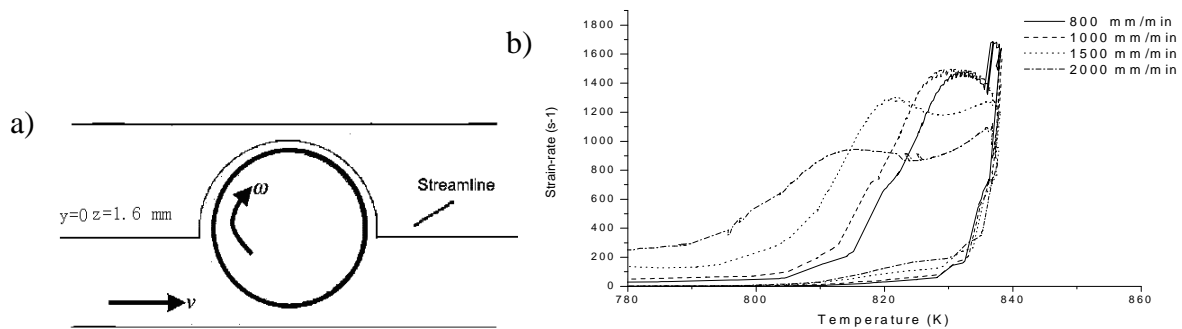 a)
ω
Streamline
y=0 z=1.6 mm
v
b)
Strain-rate (s-1)
1800
1600
1400
1200
1000
800
600
400
200
0
780
800
820
840
860
Temperature (K)
800 mm/min
1000 mm/min
1500 mm/min
2000 mm/min